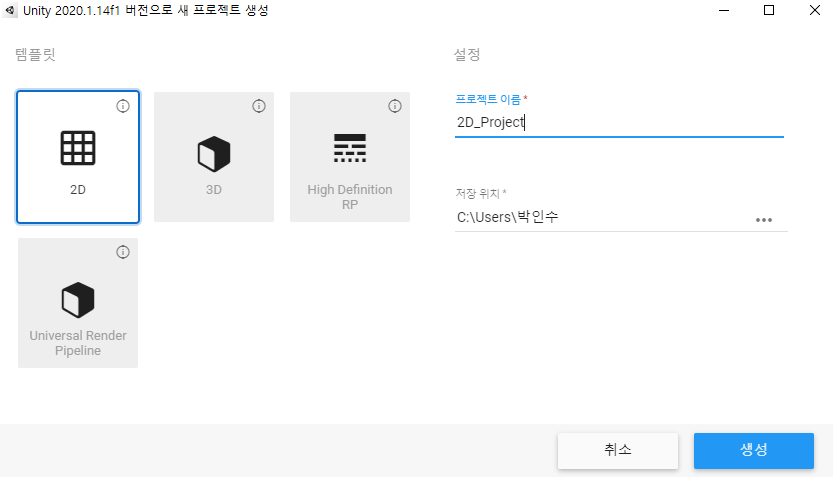 Unity 2020.1.14f1 버전으로 새 프로젝트 생성
템플릿
2D
3D
High Definition
RP
Universal Render
Pipeline
설정
프로젝트 이름 *
2D_Project
저장 위치 *
C:\Users\박인수
취소
생성